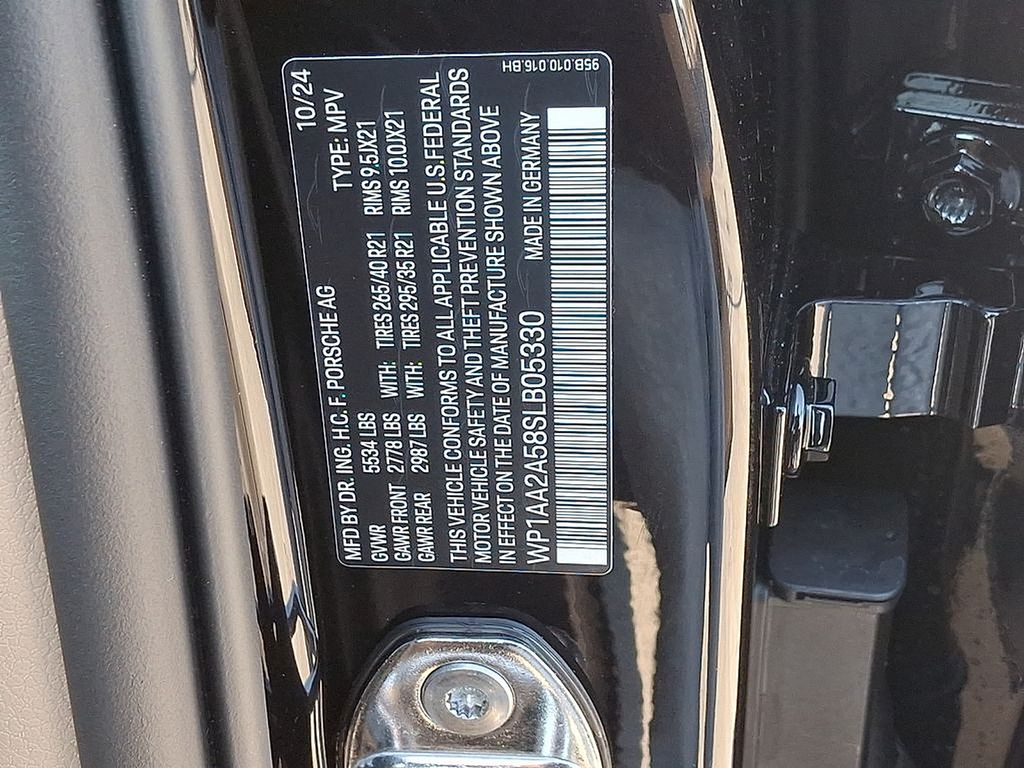 10/24
MFD BY DR. ING. H.C. F. PORSCHE AG TYPE: MPV
GVWR 5534 LBS WITH: TIRES 265/40 R21 RIMS 9.5JX21
GAWR FRONT 2778 LBS WITH: TIRES 295/35 R21 RIMS 10.0JX21
GAWR REAR 2987 LBS
THIS VEHICLE CONFORMS TO ALL APPLICABLE U.S. FEDERAL
MOTOR VEHICLE SAFETY AND THEFT PREVENTION STANDARDS
IN EFFECT ON THE DATE OF MANUFACTURE SHOWN ABOVE
WP1AA2A58SLB05330 MADE IN GERMANY
95B.010.016.BH